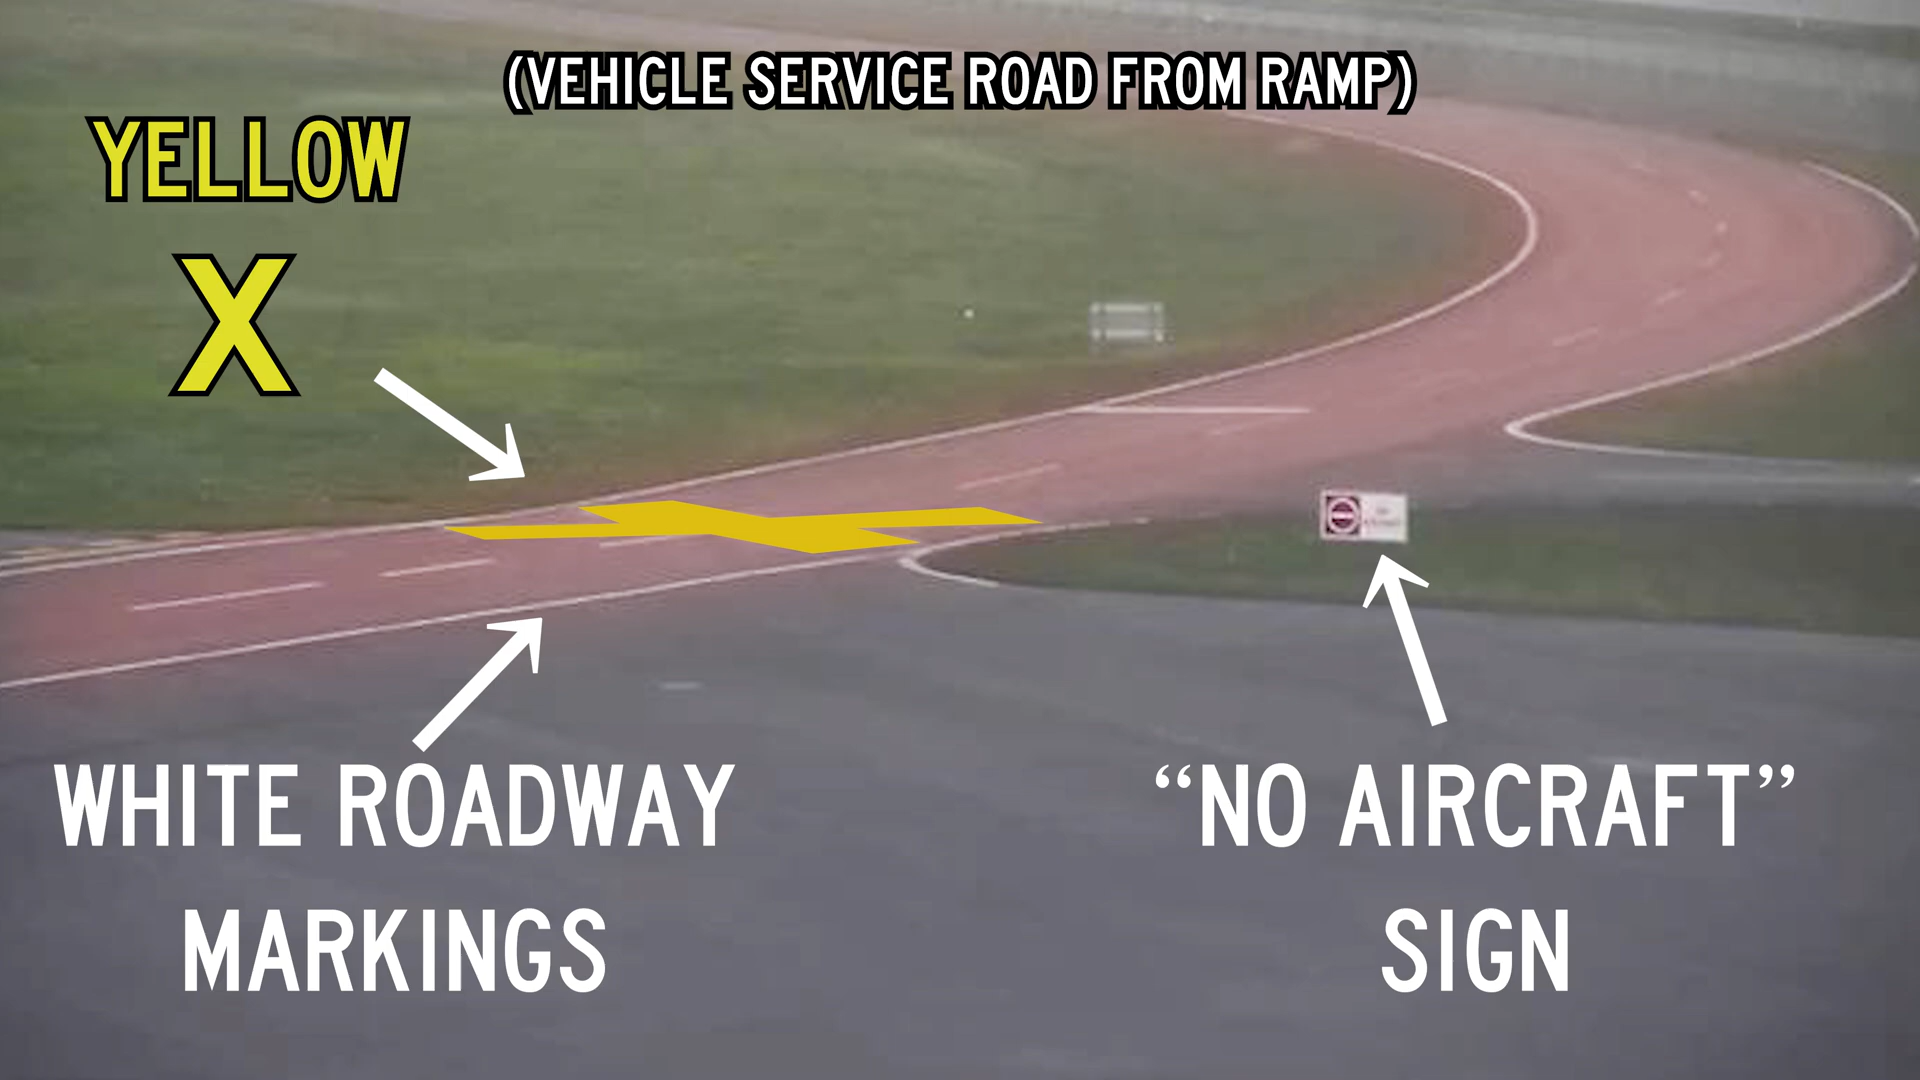 (VEHICLE SERVICE ROAD FROM RAMP)
YELLOW
X
WHITE ROADWAY
MARKINGS
“NO AIRCRAFT”
SIGN